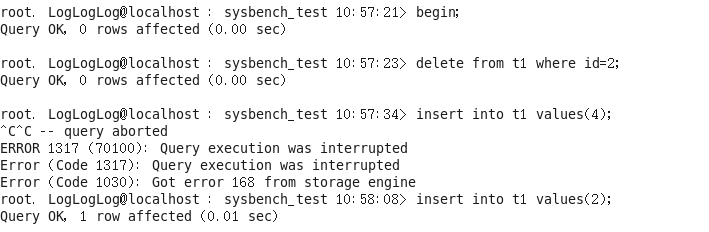 root. LogLogLog@localhost : sysbench_test 10:57:21> begin;
Query OK, 0 rows affected (0.00 sec)
root. LogLogLog@localhost : sysbench_test 10:57:23> delete from t1 where id=2;
Query OK, 0 rows affected (0.00 sec)
root. LogLogLog@localhost : sysbench_test 10:57:34> insert into t1 values(4);
^C^C -- query aborted
ERROR 1317 (70100): Query execution was interrupted
Error (Code 1317): Query execution was interrupted
Error (Code 1030): Got error 168 from storage engine
root. LogLogLog@localhost : sysbench_test 10:58:08> insert into t1 values(2);
Query OK, 1 row affected (0.01 sec)